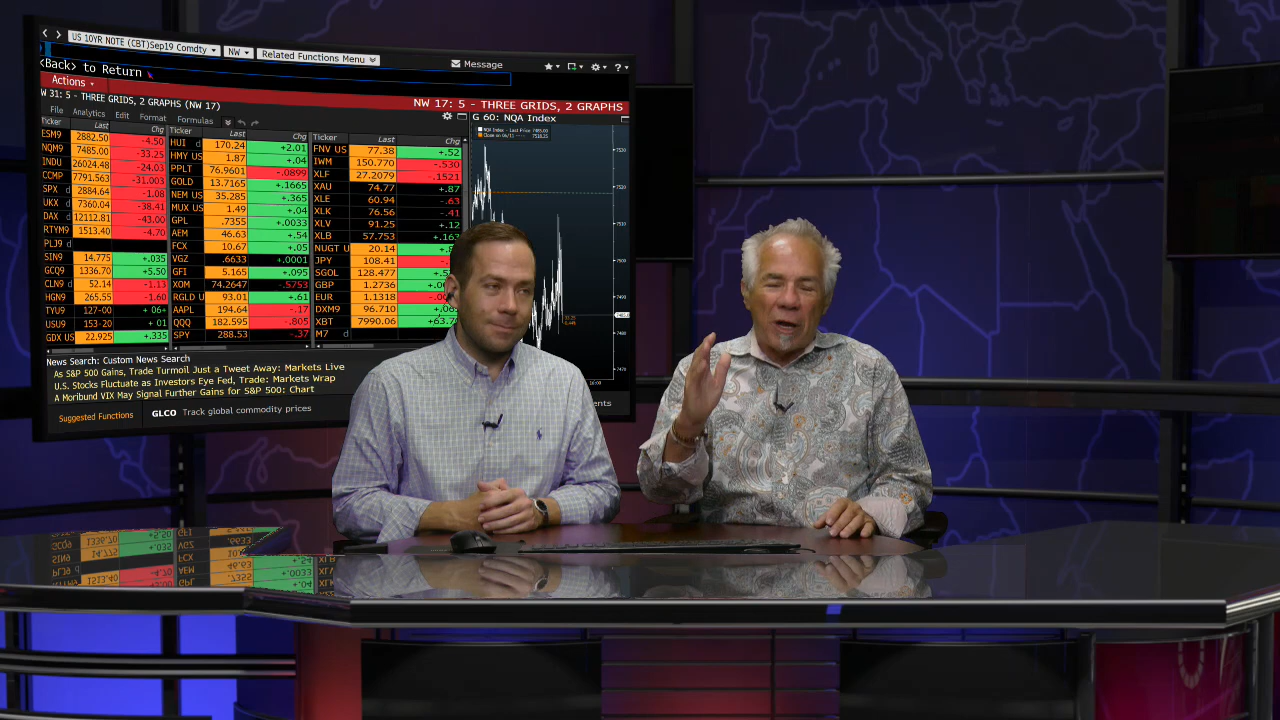 US 10YR NOTE (CBT)Sep19 Comdty NW Related Functions Menu
Message
<Back> to Return
Actions
W 31: 5 - THREE GRIDS, 2 GRAPHS (NW 17) NW 17: 5 - THREE GRIDS, 2 GRAPHS
File Analytics Edit Format Formulas
G 60: NQA Index
Ticker Last Chg
ESM9 2882.50 -4.50
NQM9 7485.00 -33.25
INDU 26024.48 -24.03
CCMP 7791.563 -31.003
SPX d 2884.64 -1.08
UKX d 7360.04 -38.41
DAX d 12112.81 -43.00
RTYM9 1513.40 -4.70
PLJ9 d
SIN9 14.775 +.035
GCQ9 1336.70 +5.50
CLN9 d 52.14 -1.13
HGN9 265.55 -1.60
TYU9 127-00 + 06+
USU9 153-20 + 01
GDX US 22.925 +.335
Ticker Last Chg
HUI d 170.24 +2.01
HMY US 1.87 +.04
PPLT 76.9601 -.0899
GOLD 13.7165 +.1665
NEM US 35.285 +.365
MUX US 1.49 +.04
GPL .7355 +.0033
AEM 46.63 +.54
FCX 10.67 +.05
VGZ .6633 +.0001
GFI 5.165 +.095
XOM 74.2647 -.5753
RGLD U 93.01 +.61
AAPL 194.64 -.17
QQQ 182.595 -.805
SPY 288.53 -.37
Ticker Last Chg
FNV US 77.38 +.52
IWM 150.770 -.530
XLF 27.2079 -.1521
XAU 74.77 +.87
XLE 60.94 -.63
XLK 76.56 -.41
XLV 91.25 +.12
XLB 57.753 +.163
NUGT U 20.14
JPY 108.41
SGOL 128.477
GBP 1.2736
EUR 1.1318
DXM9 96.710
XBT 7990.06 +63.7
M7 d
News Search: Custom News Search
As S&P 500 Gains, Trade Turmoil Just a Tweet Away: Markets Live
U.S. Stocks Fluctuate as Investors Eye Fed, Trade: Markets Wrap
A Moribund VIX May Signal Further Gains for S&P 500: Chart
Suggested Functions GLCO Track global commodity prices